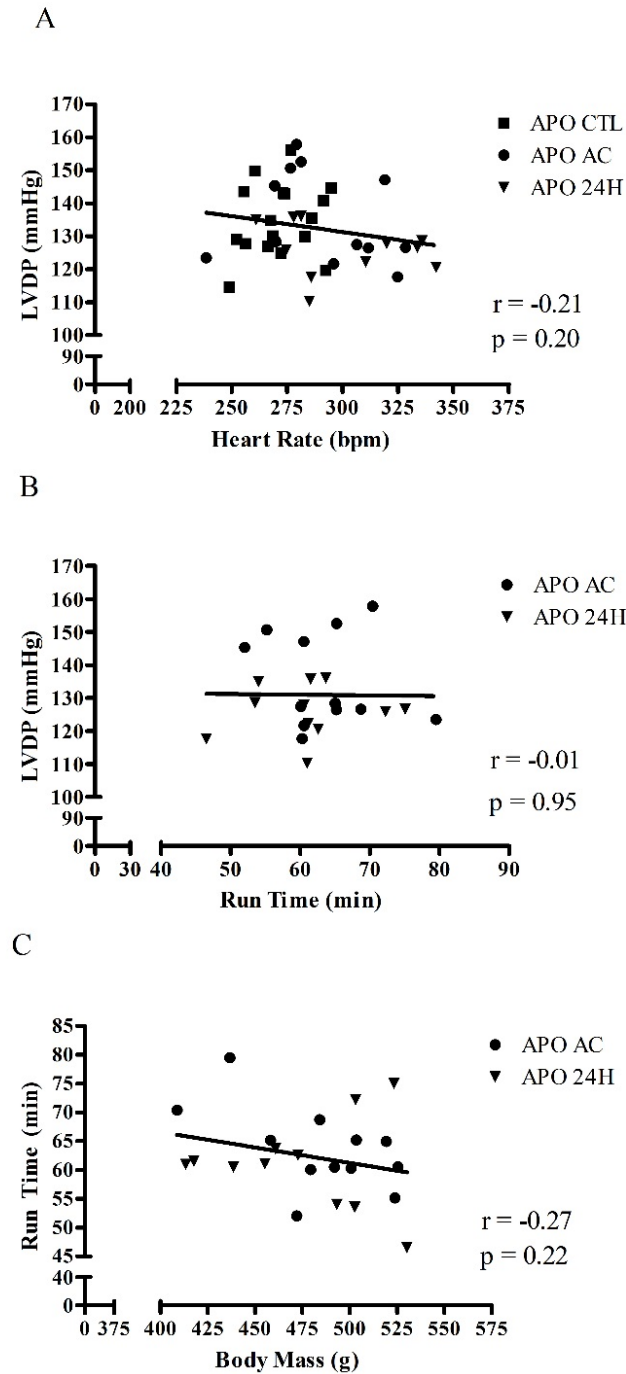 A
170
160
150
140
130
120
110
100
90
0
LVDP (mmHg)
0 200 225 250 275 300 325 350 375
Heart Rate (bpm)
APO CTL
APO AC
APO 24H
r = -0.21
p = 0.20
B
170
160
150
140
130
120
110
100
90
0
LVDP (mmHg)
0 30 40 50 60 70 80 90
Run Time (min)
APO AC
APO 24H
r = -0.01
p = 0.95
C
85
80
75
70
65
60
55
50
45
40
0
Run Time (min)
0 375 400 425 450 475 500 525 550 575
Body Mass (g)
APO AC
APO 24H
r = -0.27
p = 0.22